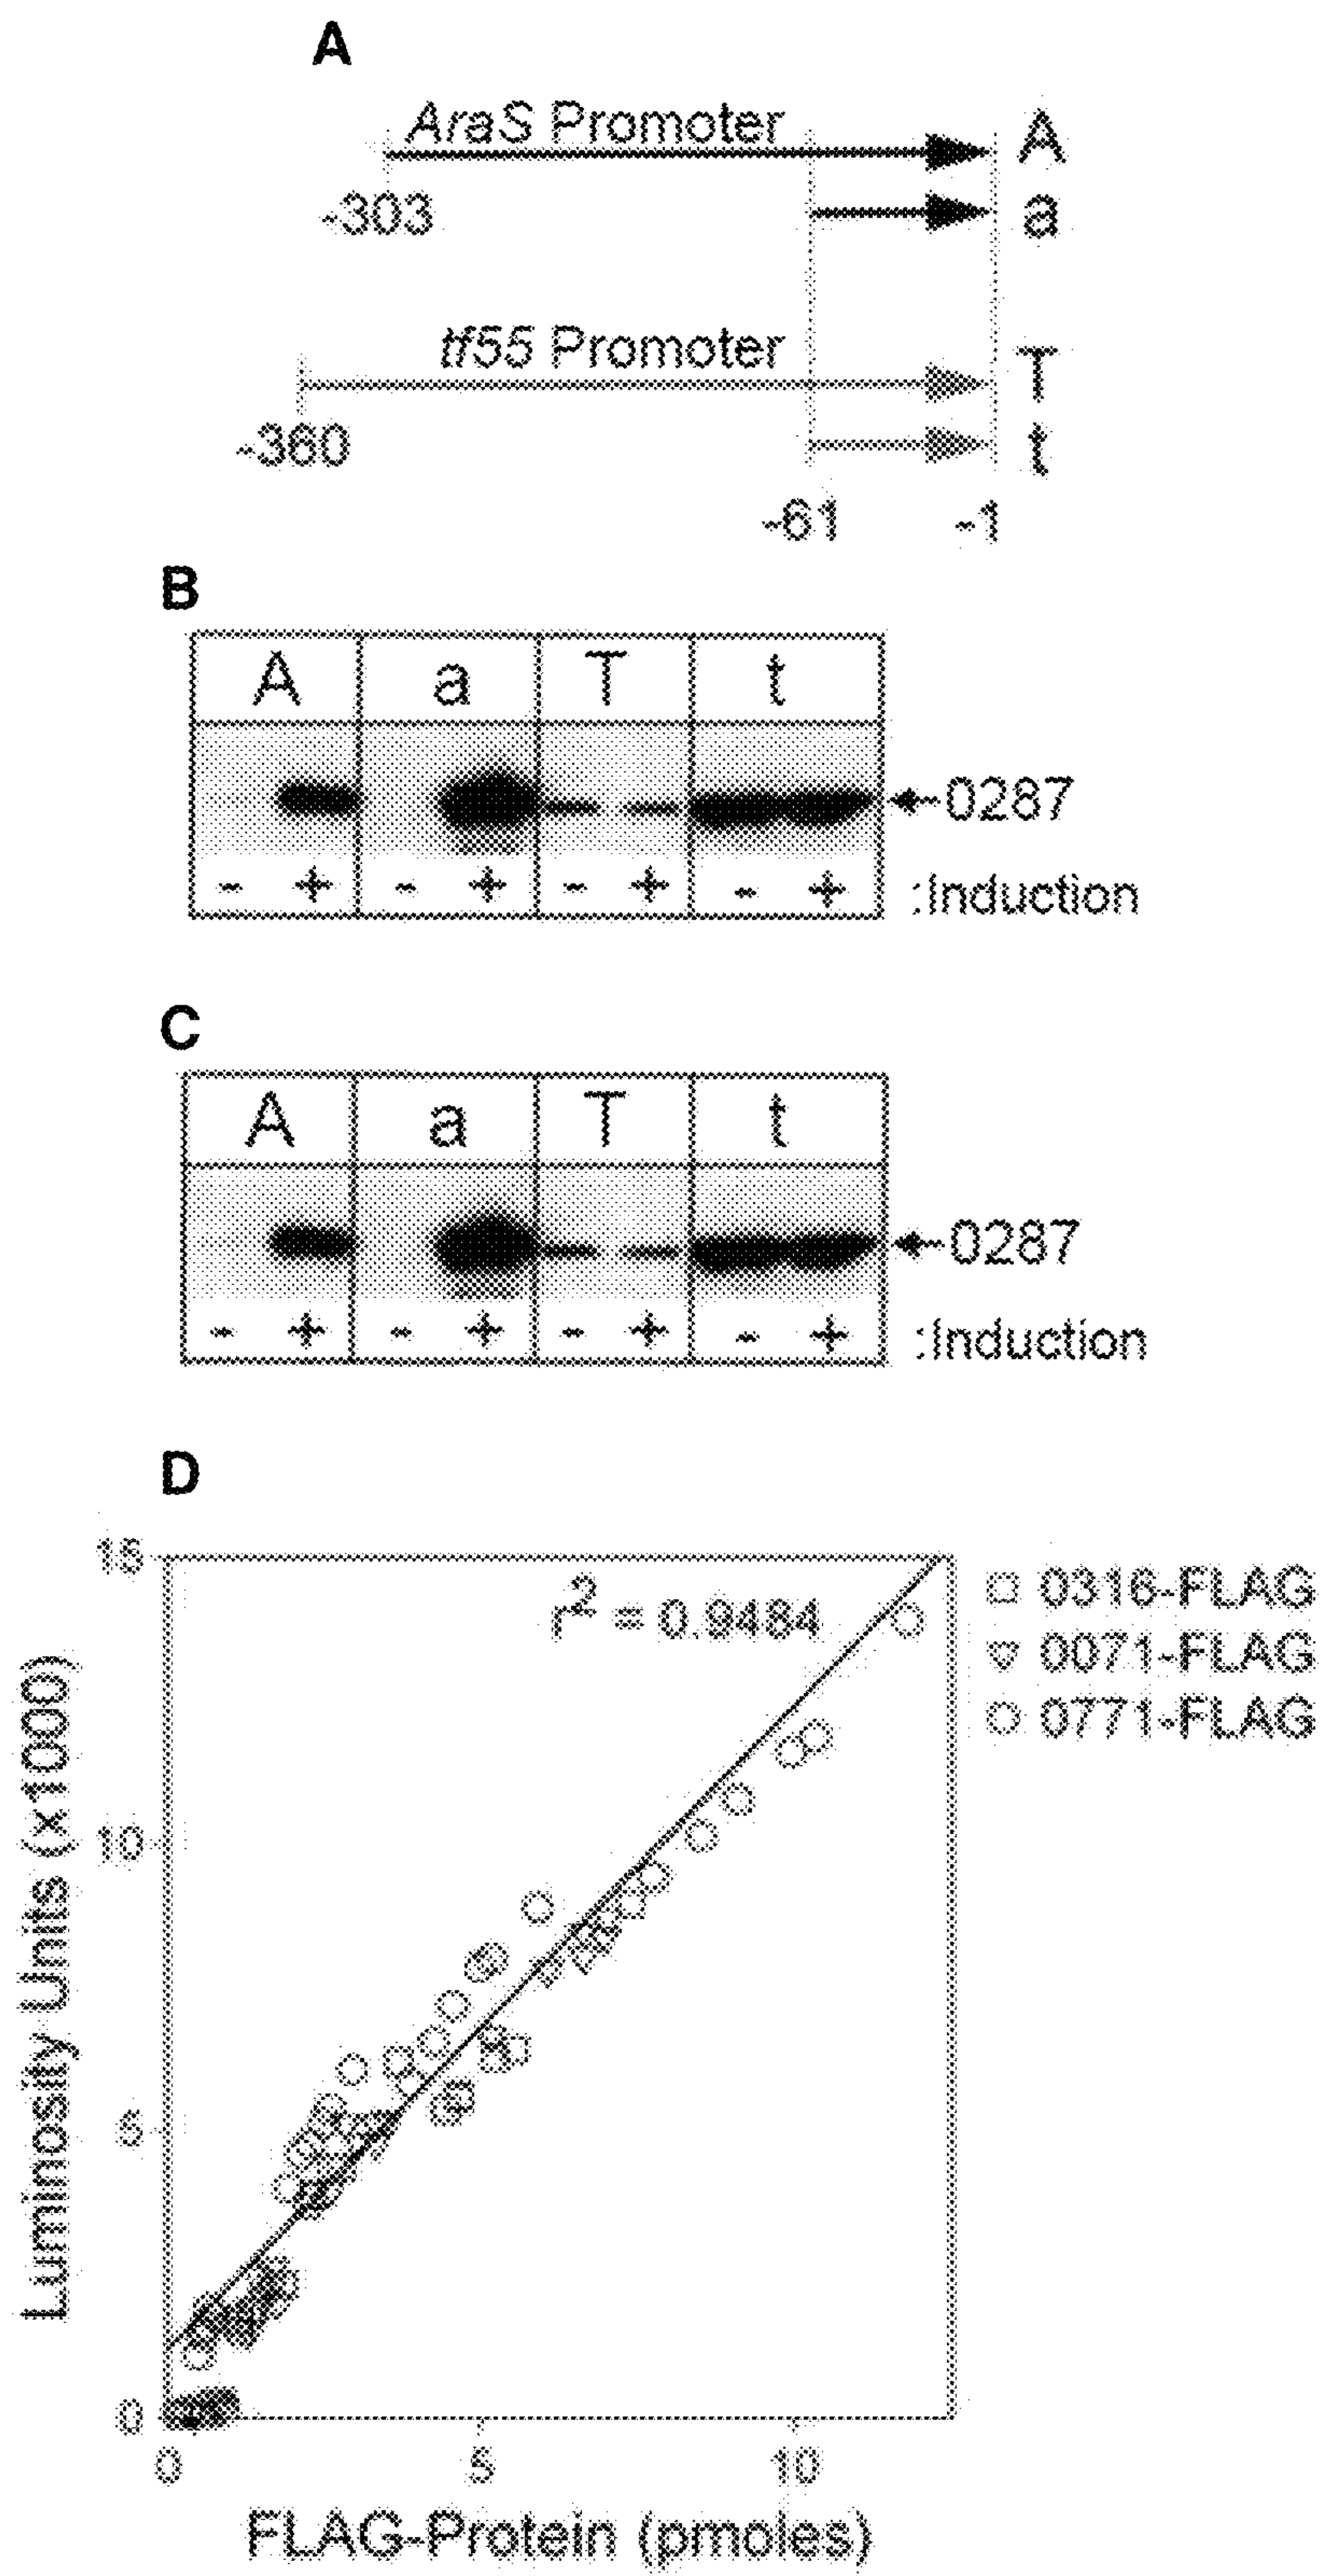 A
AraS Promoter
A
-303
a
tf55 Promoter
T
-360
t
-61 -1
B
A a T t
←0287
- + - + - + - + :Induction
C
A a T t
←0287
- + - + - + - + :Induction
D
15
r² = 0.9484
0316-FLAG
0071-FLAG
0771-FLAG
Luminosity Units (x1000)
10
5
0
0 5 10
FLAG-Protein (pmoles)